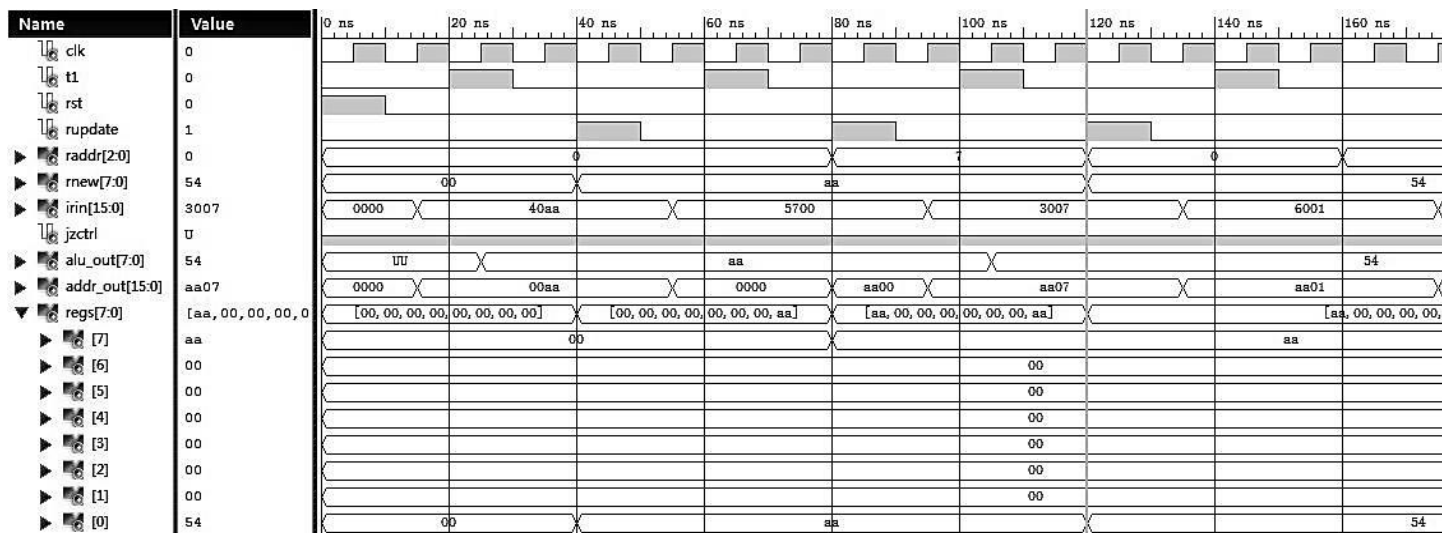 Name Value 0 ns 20 ns 40 ns 60 ns 80 ns 100 ns 120 ns 140 ns 160 ns
clk 0
t1 0
rst 0
rupdate 1
raddr[2:0] 0 0 7 0
rnew[7:0] 54 00 aa 54
irin[15:0] 3007 0000 40aa 5700 3007 6001
jzctrl U
alu_out[7:0] 54 UU aa 54
addr_out[15:0] aa07 0000 00aa 0000 aa00 aa07 aa01
regs[7:0] [aa,00,00,00,0 [00, 00, 00, 00, 00, 00, 00, 00] [00, 00, 00, 00, 00, 00, 00, aa] [aa, 00, 00, 00, 00, 00, 00, aa] [aa, 00, 00, 00, 00,
[7] aa 00 aa
[6] 00 00
[5] 00 00
[4] 00 00
[3] 00 00
[2] 00 00
[1] 00 00
[0] 54 00 aa 54